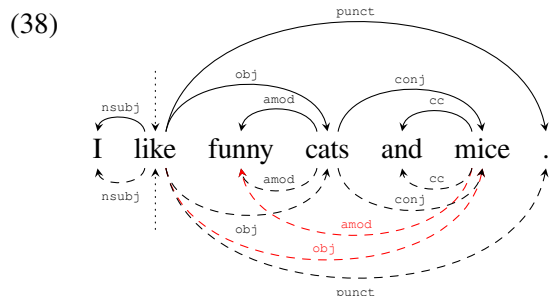 (38)
punct
obj conj
nsubj amod cc
I like funny cats and mice .
nsubj amod cc
obj conj
amod
obj
punct